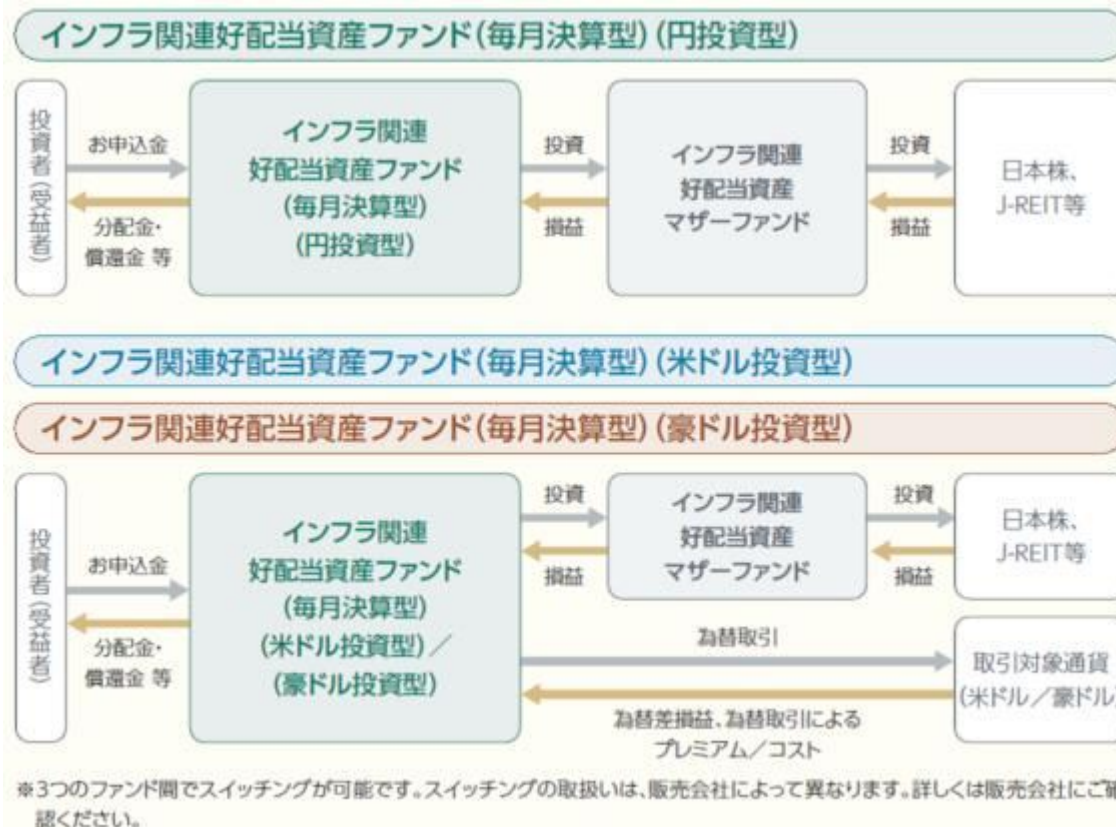 インフラ関連好配当資産ファンド(毎月決算型)(円投資型)
投資者(受益者)
お申込金
分配金・
償還金 等
インフラ関連
好配当資産ファンド
(毎月決算型)
(円投資型)
投資
損益
インフラ関連
好配当資産
マザーファンド
投資
損益
日本株、
J-REIT等
インフラ関連好配当資産ファンド(毎月決算型)(米ドル投資型)
インフラ関連好配当資産ファンド(毎月決算型)(豪ドル投資型)
投資者(受益者)
お申込金
分配金・
償還金 等
インフラ関連
好配当資産ファンド
(毎月決算型)
(米ドル投資型)/
(豪ドル投資型)
投資
損益
インフラ関連
好配当資産
マザーファンド
投資
損益
日本株、
J-REIT等
為替取引
為替差損益、為替取引による
プレミアム/コスト
取引対象通貨
(米ドル/豪ドル)
※3つのファンド間でスイッチングが可能です。スイッチングの取扱いは、販売会社によって異なります。詳しくは販売会社にご確
認ください。